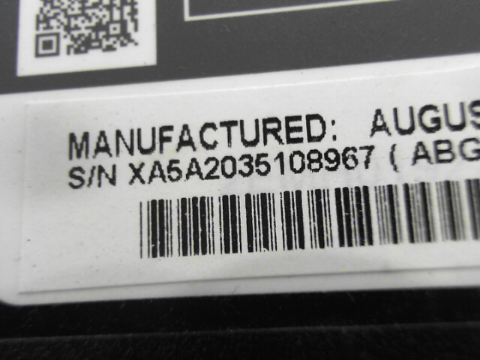 MANUFACTURED: AUGUS
S/N XA5A2035108967 ( ABG